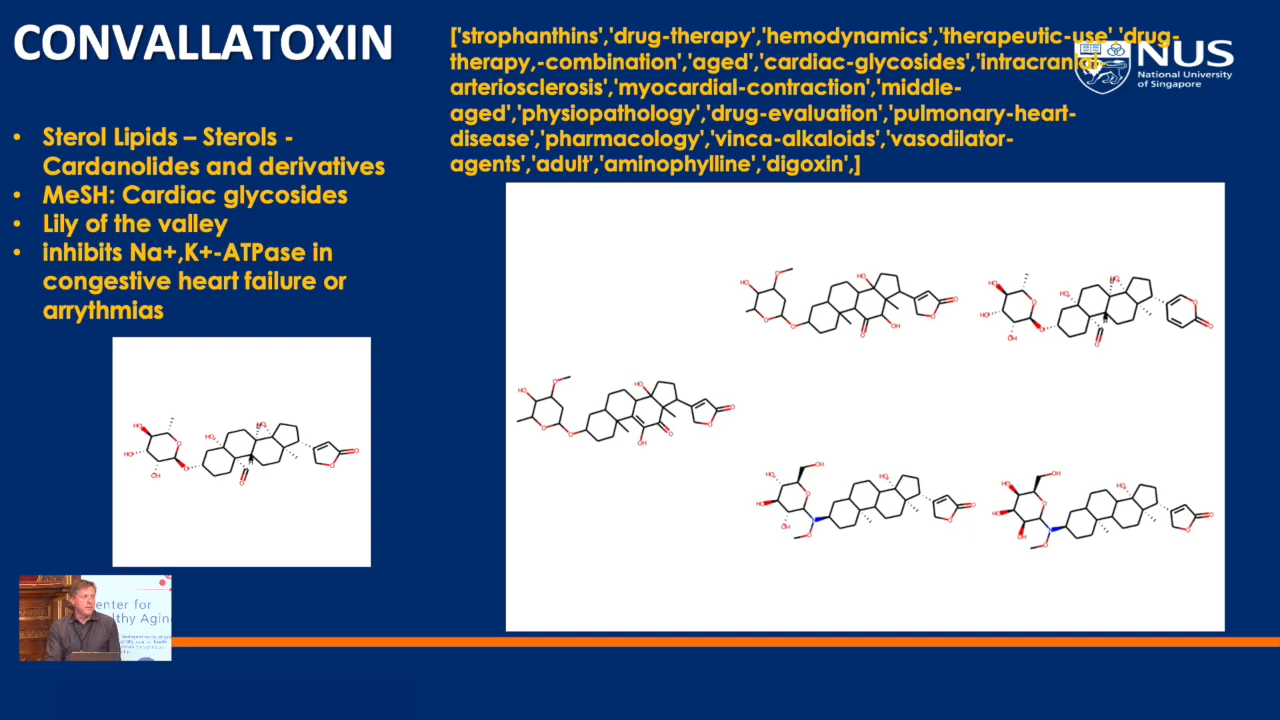 CONVALLATOXIN
['strophanthins','drug-therapy','hemodynamics','therapeutic-use','drug-
therapy,-combination','aged','cardiac-glycosides','intracranial-
arteriosclerosis','myocardial-contraction','middle-
aged','physiopathology','drug-evaluation','pulmonary-heart-
disease','pharmacology','vinca-alkaloids','vasodilator-
agents','adult','aminophylline','digoxin',]
NUS
National University
of Singapore
• Sterol Lipids – Sterols -
Cardanolides and derivatives
• MeSH: Cardiac glycosides
• Lily of the valley
• inhibits Na+,K+-ATPase in
congestive heart failure or
arrythmias
enter for
lthy Agin